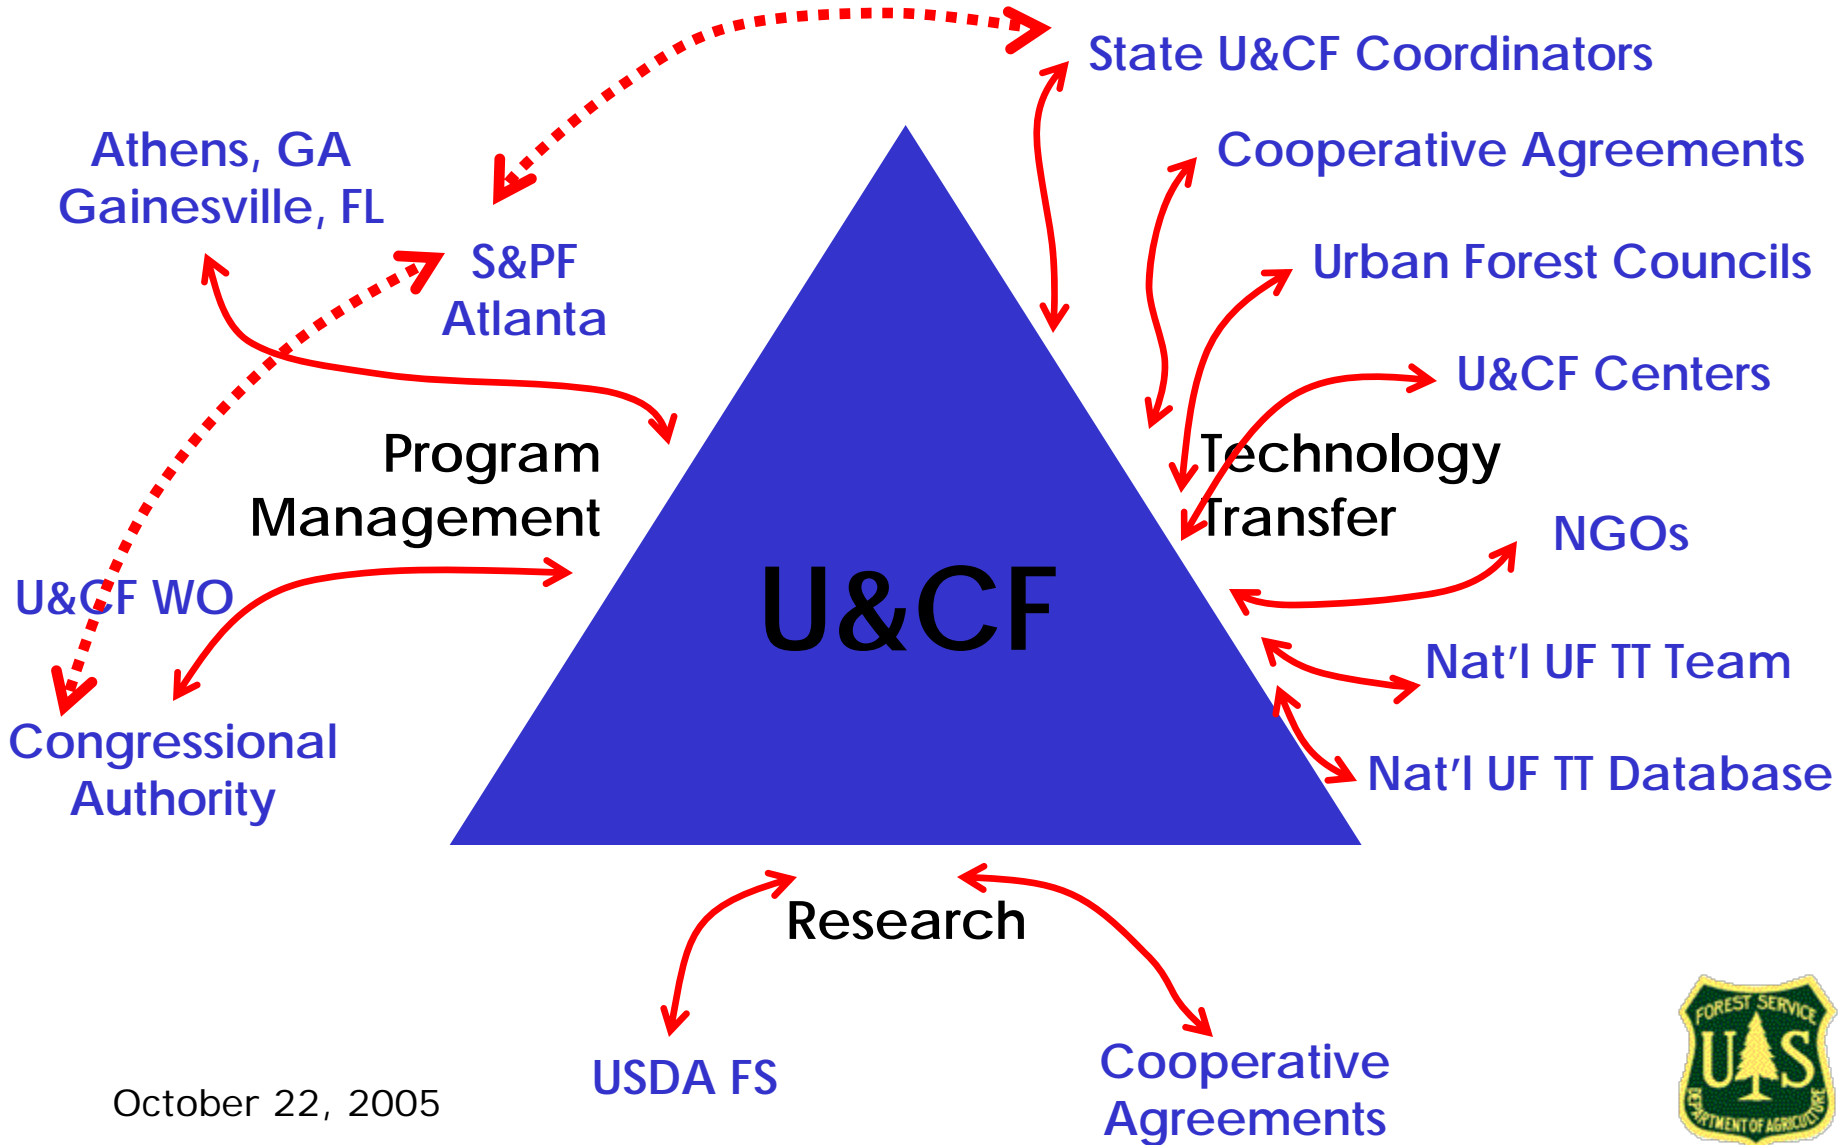 State U&CF Coordinators
Athens, GA
Gainesville, FL
Cooperative Agreements
S&PF
Atlanta
Urban Forest Councils
U&CF Centers
Program
Management
Technology
Transfer
NGOs
U&CF WO
U&CF
Nat'l UF TT Team
Congressional
Authority
Nat'l UF TT Database
Research
USDA FS
Cooperative
Agreements
October 22, 2005
FOREST SERVICE
U S
DEPARTMENT OF AGRICULTURE